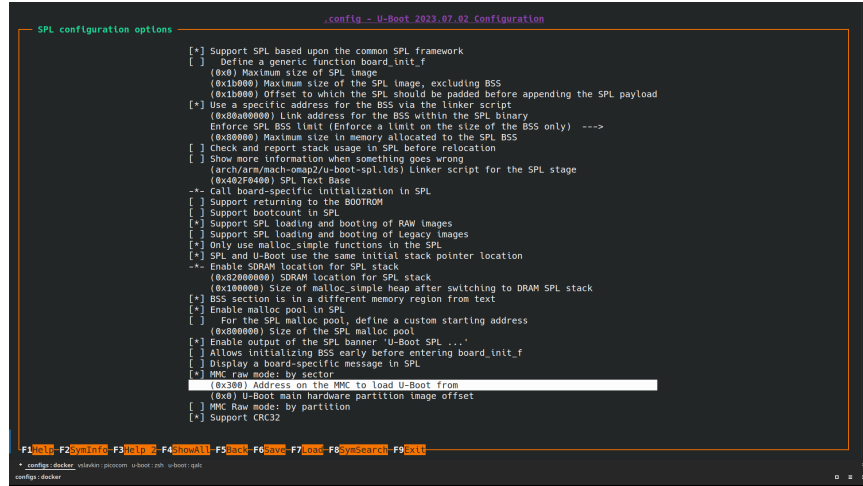 .config - U-Boot 2023.07.02 Configuration
SPL configuration options
[*] Support SPL based upon the common SPL framework
[ ] Define a generic function board_init_f
(0x0) Maximum size of SPL image
(0x1b000) Maximum size of the SPL image, excluding BSS
(0x1b000) Offset to which the SPL should be padded before appending the SPL payload
[*] Use a specific address for the BSS via the linker script
(0x80a00000) Link address for the BSS within the SPL binary
Enforce SPL BSS limit (Enforce a limit on the size of the BSS only) --->
(0x80000) Maximum size in memory allocated to the SPL BSS
[ ] Check and report stack usage in SPL before relocation
[ ] Show more information when something goes wrong
(arch/arm/mach-omap2/u-boot-spl.lds) Linker script for the SPL stage
(0x402F0400) SPL Text Base
-*- Call board-specific initialization in SPL
[ ] Support returning to the BOOTROM
[ ] Support bootcount in SPL
[*] Support SPL loading and booting of RAW images
[ ] Support SPL loading and booting of Legacy images
[*] Only use malloc_simple functions in the SPL
[*] SPL and U-Boot use the same initial stack pointer location
-*- Enable SDRAM location for SPL stack
(0x82000000) SDRAM location for SPL stack
(0x100000) Size of malloc_simple heap after switching to DRAM SPL stack
[*] BSS section is in a different memory region from text
[*] Enable malloc pool in SPL
[ ] For the SPL malloc pool, define a custom starting address
(0x800000) Size of the SPL malloc pool
[*] Enable output of the SPL banner 'U-Boot SPL ...'
[ ] Allows initializing BSS early before entering board_init_f
[ ] Display a board-specific message in SPL
[*] MMC raw mode: by sector
(0x300) Address on the MMC to load U-Boot from
(0x0) U-Boot main hardware partition image offset
[ ] MMC Raw mode: by partition
[*] Support CRC32
F1Help-F2SymInfo-F3Help 2-F4ShowAll-F5Back-F6Save-F7Load-F8SymSearch-F9Exit
configs:docker vslavkin:picocom u-boot:zsh u-boot:qalc
configs:docker